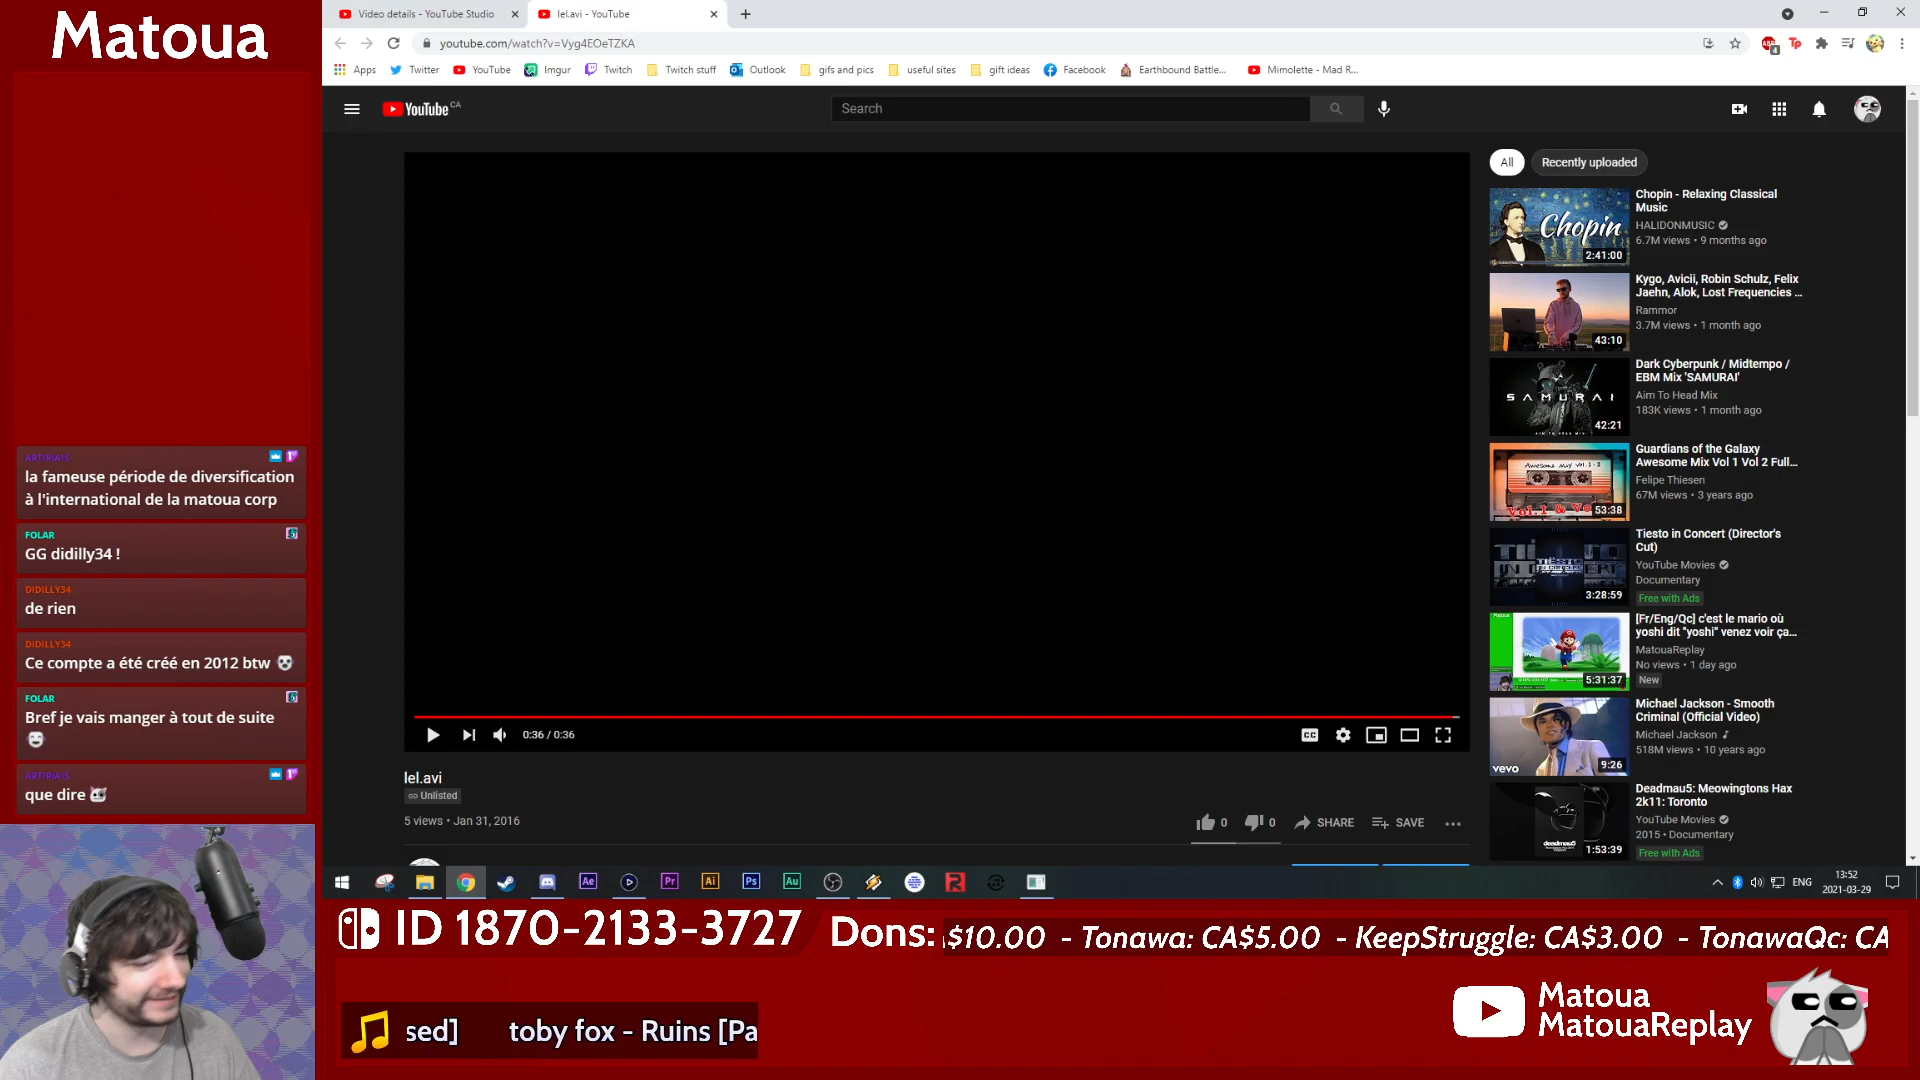 Matoua
ARTIRIA\S
la fameuse période de diversification
à l'international de la matoua corp
FOLAR
GG didilly34 !
DIDILLY34
de rien
DIDILLY34
Ce compte a été créé en 2012 btw
FOLAR
Bref je vais manger à tout de suite
ARTIRIA\S
que dire
Video details - YouTube Studio
lel.avi - YouTube
youtube.com/watch?v=Vyg4EOeTZKA
Apps
Twitter
YouTube
Imgur
Twitch
Twitch stuff
Outlook
gifs and pics
useful sites
gift ideas
Facebook
Earthbound Battle...
Mimolette - Mad R...
YouTube CA
Search
0:36 / 0:36
lel.avi
Unlisted
5 views • Jan 31, 2016
0
0
SHARE
SAVE
All
Recently uploaded
Chopin
2:41:00
Chopin - Relaxing Classical
Music
HALIDONMUSIC
6.7M views • 9 months ago
43:10
Kygo, Avicii, Robin Schulz, Felix
Jaehn, Alok, Lost Frequencies ...
Rammor
3.7M views • 1 month ago
SAMURAI
42:21
Dark Cyberpunk / Midtempo /
EBM Mix 'SAMURAI'
Aim To Head Mix
183K views • 1 month ago
53:38
Guardians of the Galaxy
Awesome Mix Vol 1 Vol 2 Full...
Felipe Thiesen
67M views • 3 years ago
TIËSTO
3:28:59
Tiesto in Concert (Director's
Cut)
YouTube Movies
Documentary
Free with Ads
5:31:37
[Fr/Eng/Qc] c'est le mario où
yoshi dit "yoshi" venez voir ça...
MatouaReplay
No views • 1 day ago
New
vevo
9:26
Michael Jackson - Smooth
Criminal (Official Video)
Michael Jackson
518M views • 10 years ago
deadmau5
1:53:39
Deadmau5: Meowingtons Hax
2k11: Toronto
YouTube Movies
2015 • Documentary
Free with Ads
Ae
Pr
Ai
Ps
Au
ENG
13:52
2021-03-29
ID 1870-2133-3727
Dons:
$10.00 - Tonawa: CA$5.00 - KeepStruggle: CA$3.00 - TonawaQc: CA
sed] toby fox - Ruins [Pa
Matoua
MatouaReplay